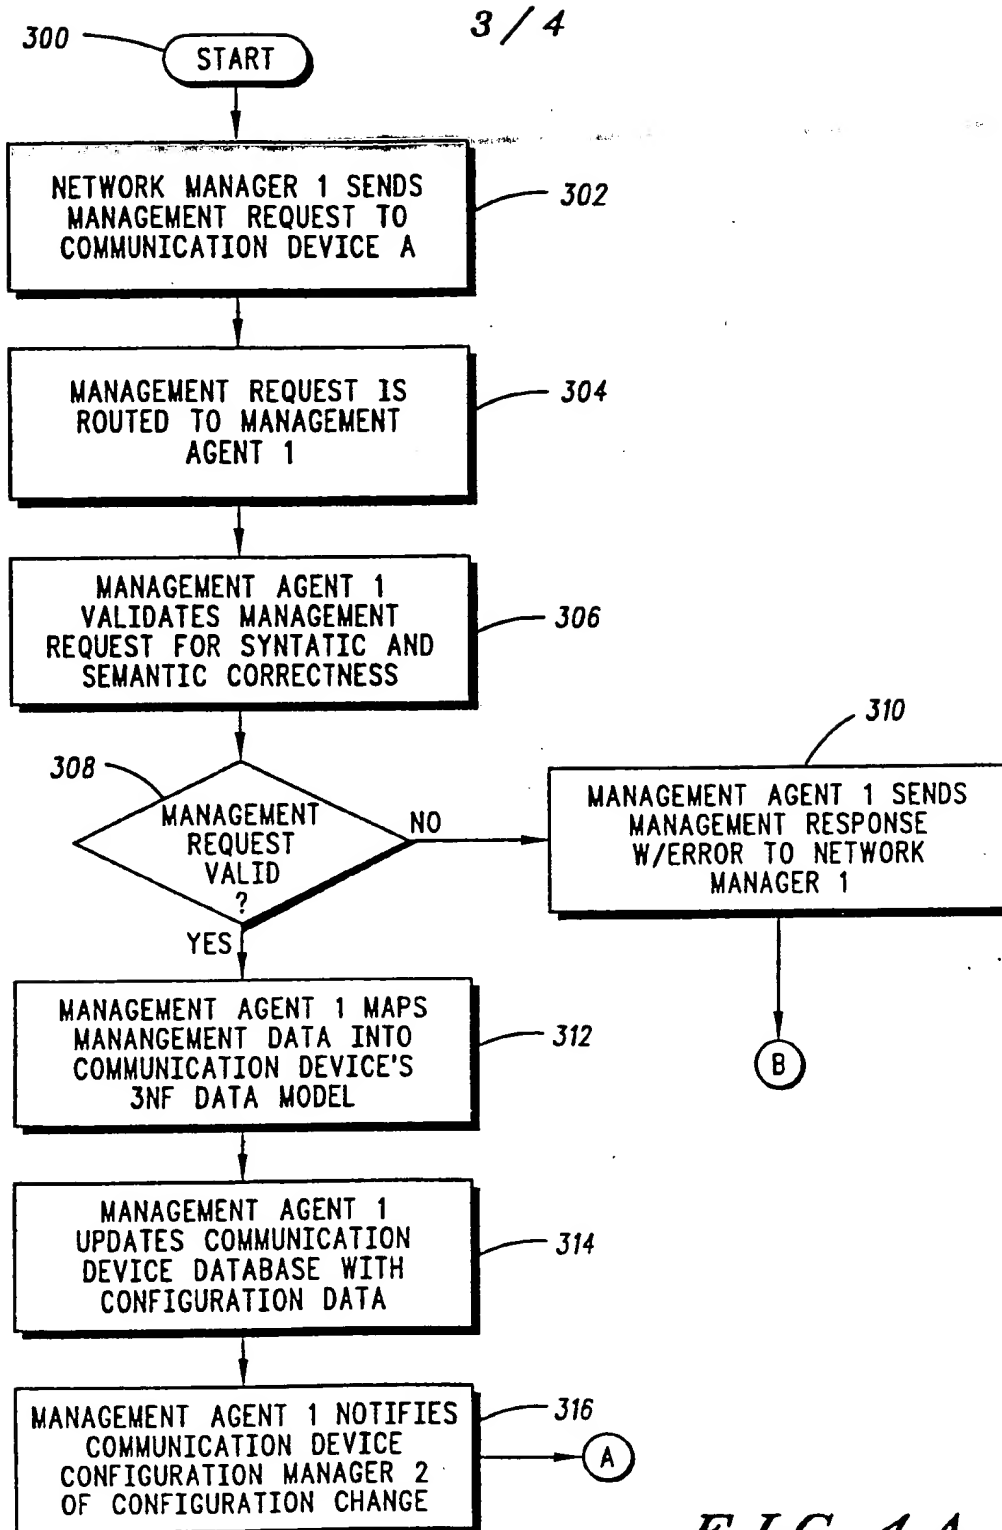 3 / 4
300
START
NETWORK MANAGER 1 SENDS
MANAGEMENT REQUEST TO
COMMUNICATION DEVICE A
302
MANAGEMENT REQUEST IS
ROUTED TO MANAGEMENT
AGENT 1
304
MANAGEMENT AGENT 1
VALIDATES MANAGEMENT
REQUEST FOR SYNTATIC AND
SEMANTIC CORRECTNESS
306
308
MANAGEMENT
REQUEST
VALID
?
NO
YES
310
MANAGEMENT AGENT 1 SENDS
MANAGEMENT RESPONSE
W/ERROR TO NETWORK
MANAGER 1
B
MANAGEMENT AGENT 1 MAPS
MANANGEMENT DATA INTO
COMMUNICATION DEVICE'S
3NF DATA MODEL
312
MANAGEMENT AGENT 1
UPDATES COMMUNICATION
DEVICE DATABASE WITH
CONFIGURATION DATA
314
MANAGEMENT AGENT 1 NOTIFIES
COMMUNICATION DEVICE
CONFIGURATION MANAGER 2
OF CONFIGURATION CHANGE
316
A
FIG. 4A